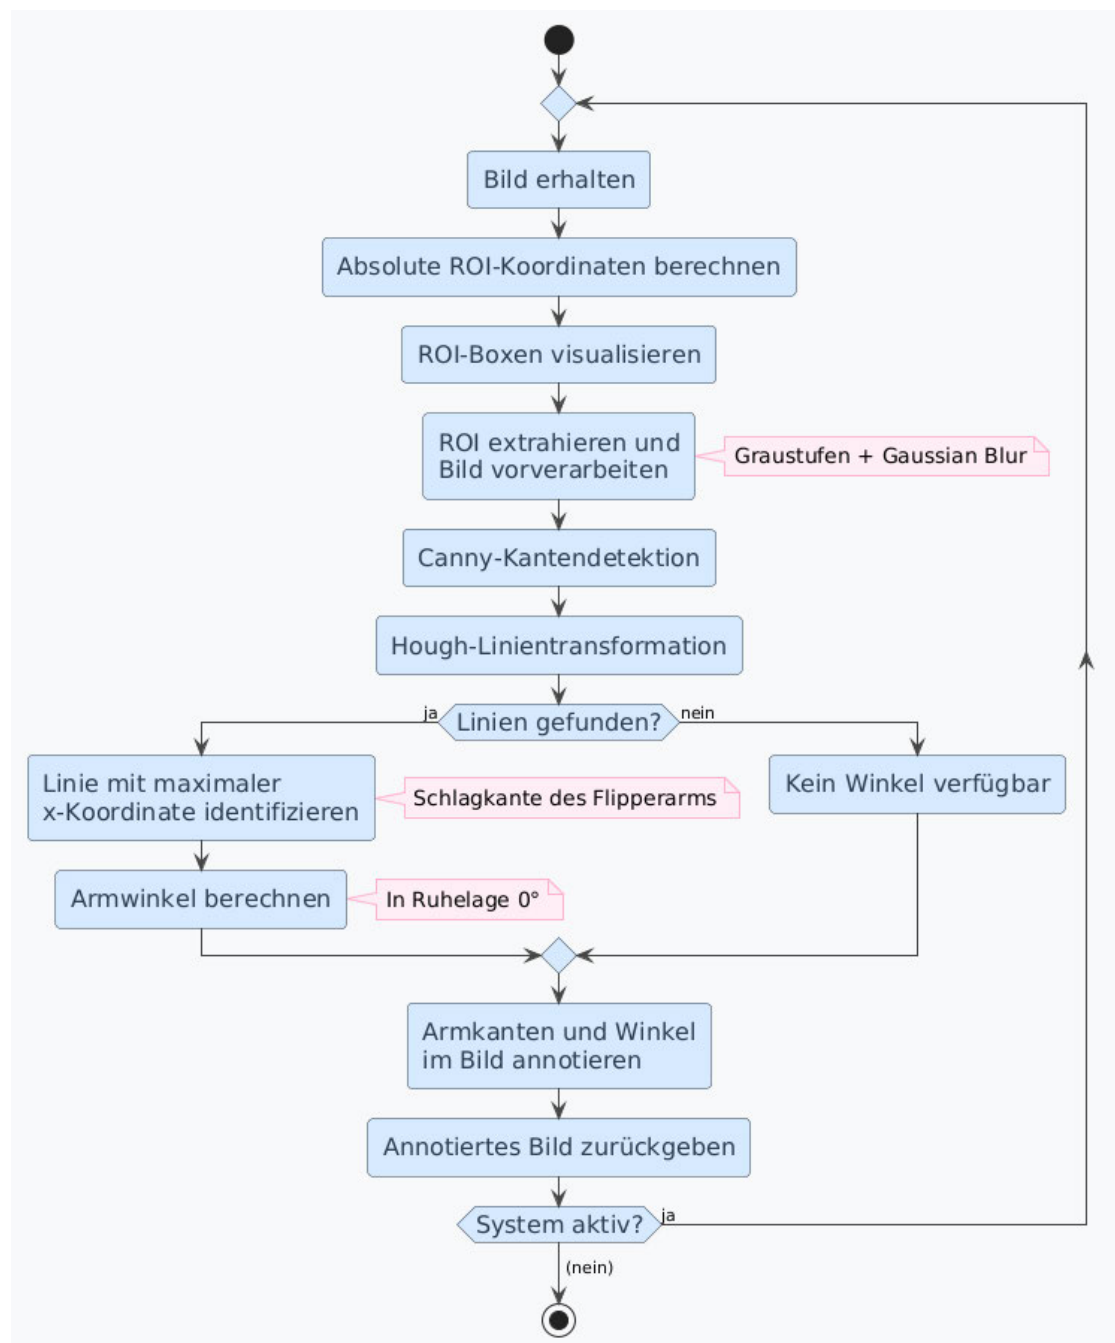 Bild erhalten
Absolute ROI-Koordinaten berechnen
ROI-Boxen visualisieren
ROI extrahieren und
Bild vorverarbeiten
Graustufen + Gaussian Blur
Canny-Kantendetektion
Hough-Linientransformation
ja
Linien gefunden?
nein
Linie mit maximaler
x-Koordinate identifizieren
Schlagkante des Flipperarms
Kein Winkel verfügbar
Armwinkel berechnen
In Ruhelage 0°
Armkanten und Winkel
im Bild annotieren
Annotiertes Bild zurückgeben
System aktiv?
ja
(nein)